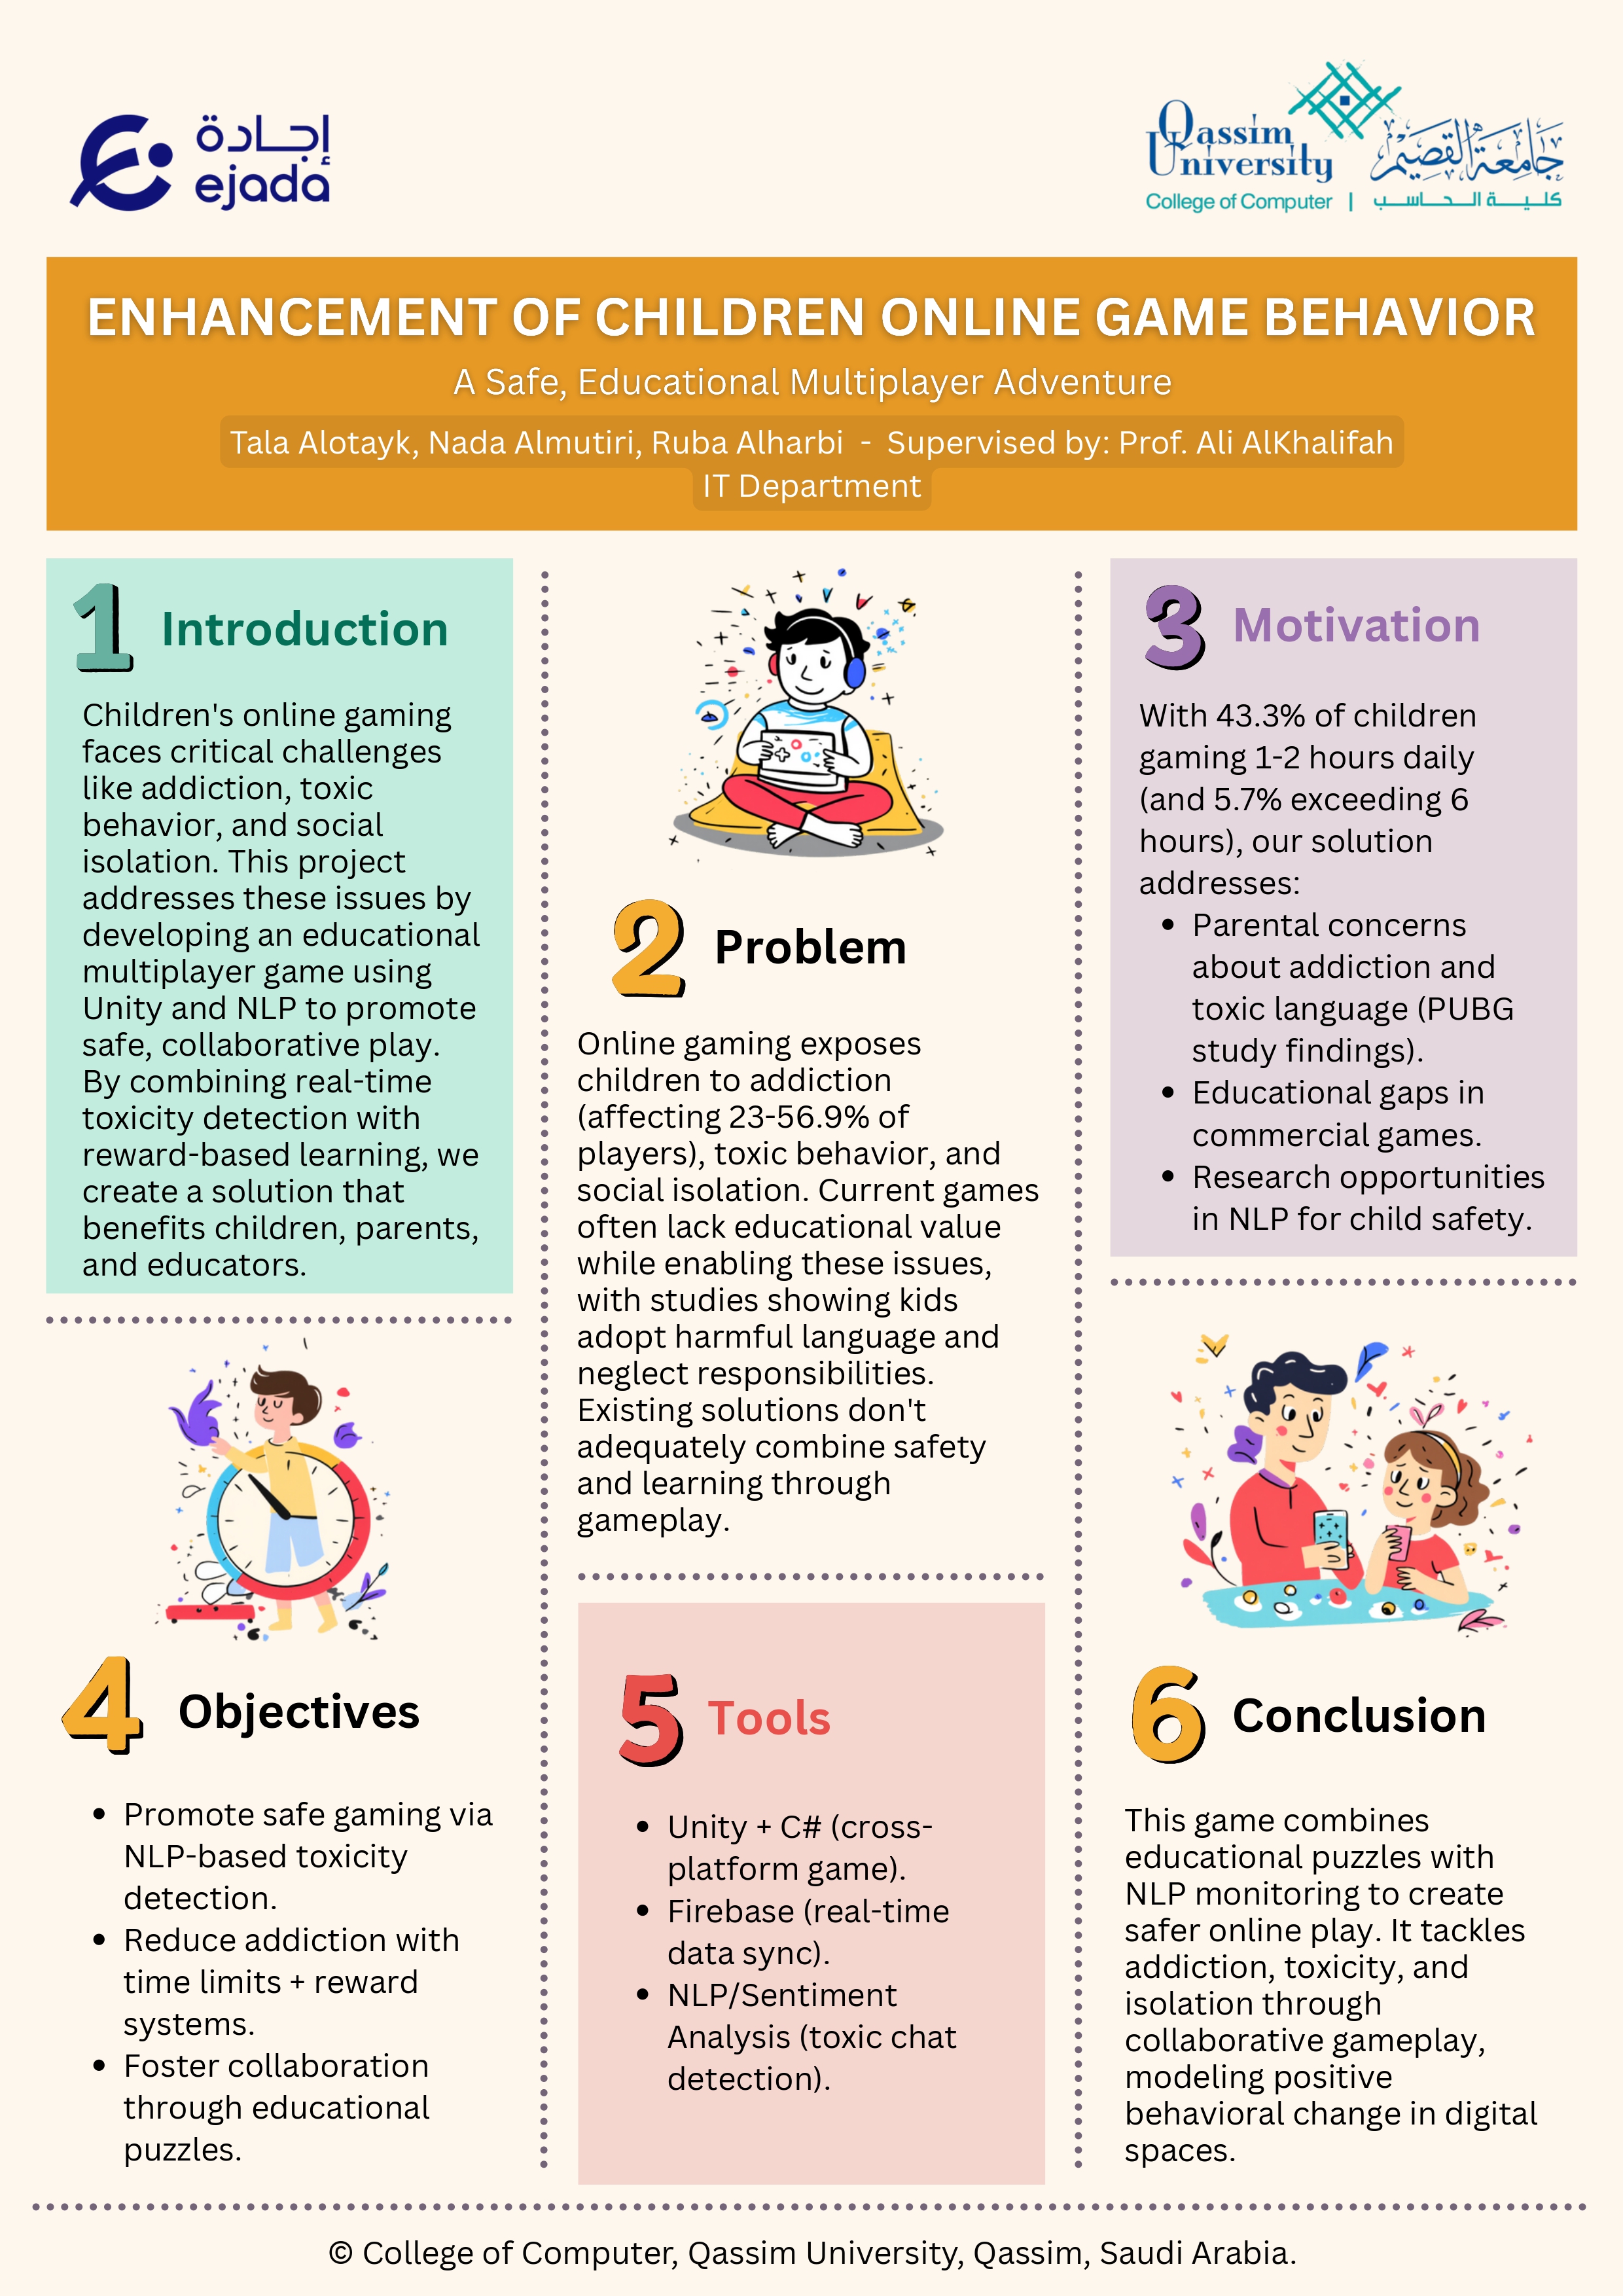 إجادة
ejada
Qassim
University
جامعة القصيم
College of Computer | كلية الحاسب
ENHANCEMENT OF CHILDREN ONLINE GAME BEHAVIOR
A Safe, Educational Multiplayer Adventure
Tala Alotayk, Nada Almutiri, Ruba Alharbi - Supervised by: Prof. Ali AlKhalifah
IT Department
1 Introduction
Children's online gaming
faces critical challenges
like addiction, toxic
behavior, and social
isolation. This project
addresses these issues by
developing an educational
multiplayer game using
Unity and NLP to promote
safe, collaborative play.
By combining real-time
toxicity detection with
reward-based learning, we
create a solution that
benefits children, parents,
and educators.
2 Problem
Online gaming exposes
children to addiction
(affecting 23-56.9% of
players), toxic behavior, and
social isolation. Current games
often lack educational value
while enabling these issues,
with studies showing kids
adopt harmful language and
neglect responsibilities.
Existing solutions don't
adequately combine safety
and learning through
gameplay.
3 Motivation
With 43.3% of children
gaming 1-2 hours daily
(and 5.7% exceeding 6
hours), our solution
addresses:
• Parental concerns
about addiction and
toxic language (PUBG
study findings).
• Educational gaps in
commercial games.
• Research opportunities
in NLP for child safety.
4 Objectives
• Promote safe gaming via
NLP-based toxicity
detection.
• Reduce addiction with
time limits + reward
systems.
• Foster collaboration
through educational
puzzles.
5 Tools
• Unity + C# (cross-
platform game).
• Firebase (real-time
data sync).
• NLP/Sentiment
Analysis (toxic chat
detection).
6 Conclusion
This game combines
educational puzzles with
NLP monitoring to create
safer online play. It tackles
addiction, toxicity, and
isolation through
collaborative gameplay,
modeling positive
behavioral change in digital
spaces.
© College of Computer, Qassim University, Qassim, Saudi Arabia.